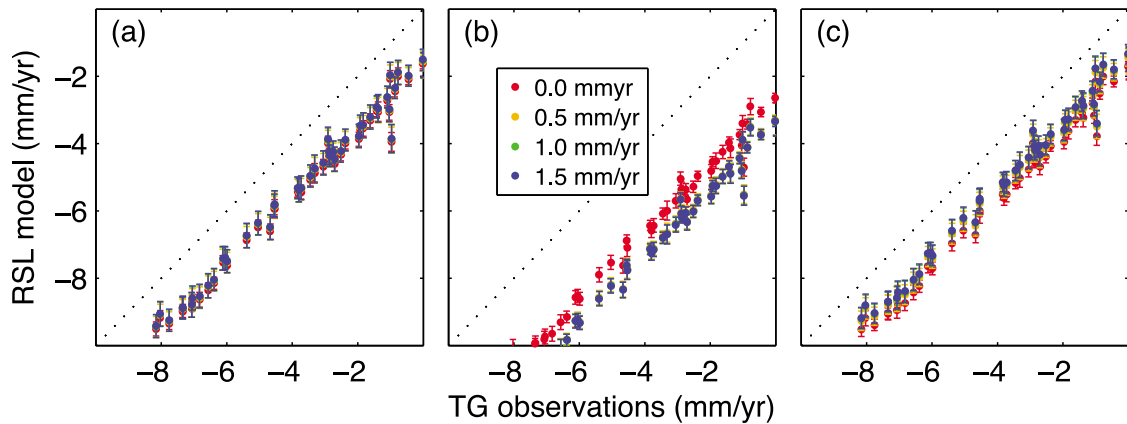 (a)
(b)
(c)
RSL model (mm/yr)
−2
−4
−6
−8
0.0 mmyr
0.5 mm/yr
1.0 mm/yr
1.5 mm/yr
−8 −6 −4 −2
−8 −6 −4 −2
−8 −6 −4 −2
TG observations (mm/yr)